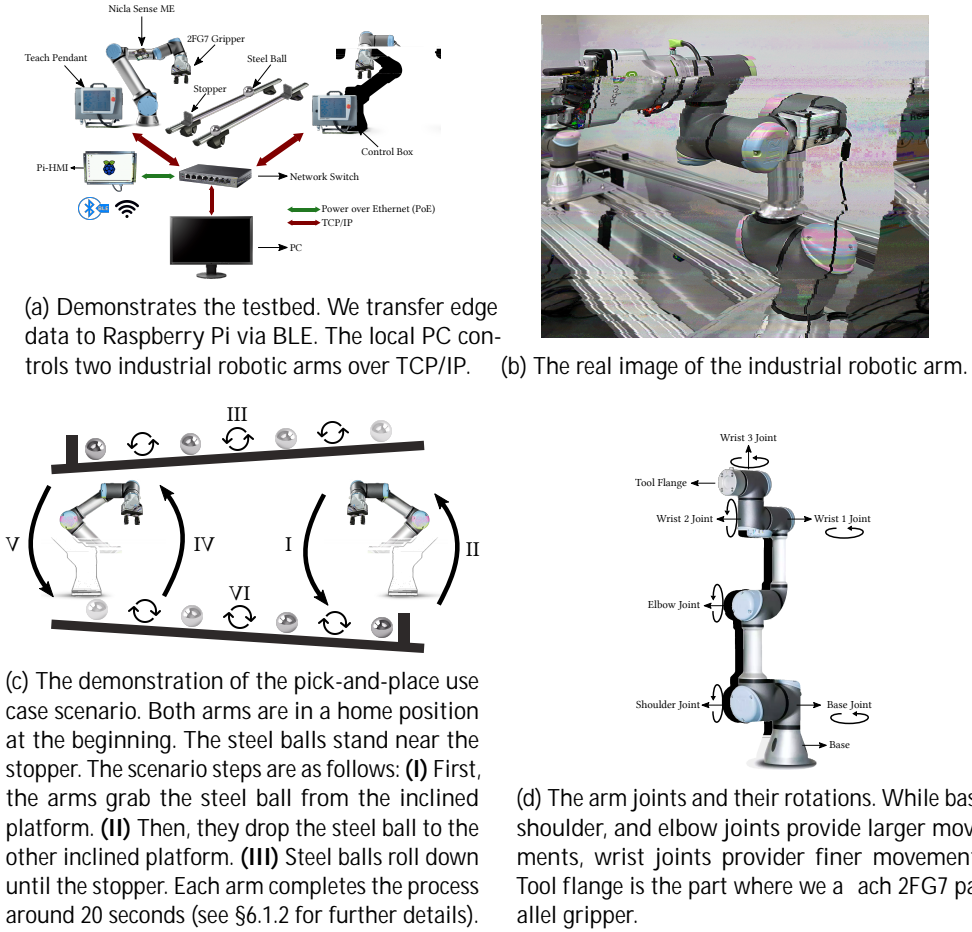 Nicla Sense ME
2FG7 Gripper
Teach Pendant
Steel Ball
Stopper
Control Box
Pi-HMI
Network Switch
BLE
Power over Ethernet (PoE)
TCP/IP
PC
(a) Demonstrates the testbed. We transfer edge
data to Raspberry Pi via BLE. The local PC con-
trols two industrial robotic arms over TCP/IP.
(b) The real image of the industrial robotic arm.
III
V
IV
I
II
VI
(c) The demonstration of the pick-and-place use
case scenario. Both arms are in a home position
at the beginning. The steel balls stand near the
stopper. The scenario steps are as follows: (I) First,
the arms grab the steel ball from the inclined
platform. (II) Then, they drop the steel ball to the
other inclined platform. (III) Steel balls roll down
until the stopper. Each arm completes the process
around 20 seconds (see §6.1.2 for further details).
Wrist 3 Joint
Tool Flange
Wrist 2 Joint
Wrist 1 Joint
Elbow Joint
Shoulder Joint
Base Joint
Base
(d) The arm joints and their rotations. While bas
shoulder, and elbow joints provide larger mov
ments, wrist joints provider finer movemen
Tool flange is the part where we a ach 2FG7 pa
allel gripper.